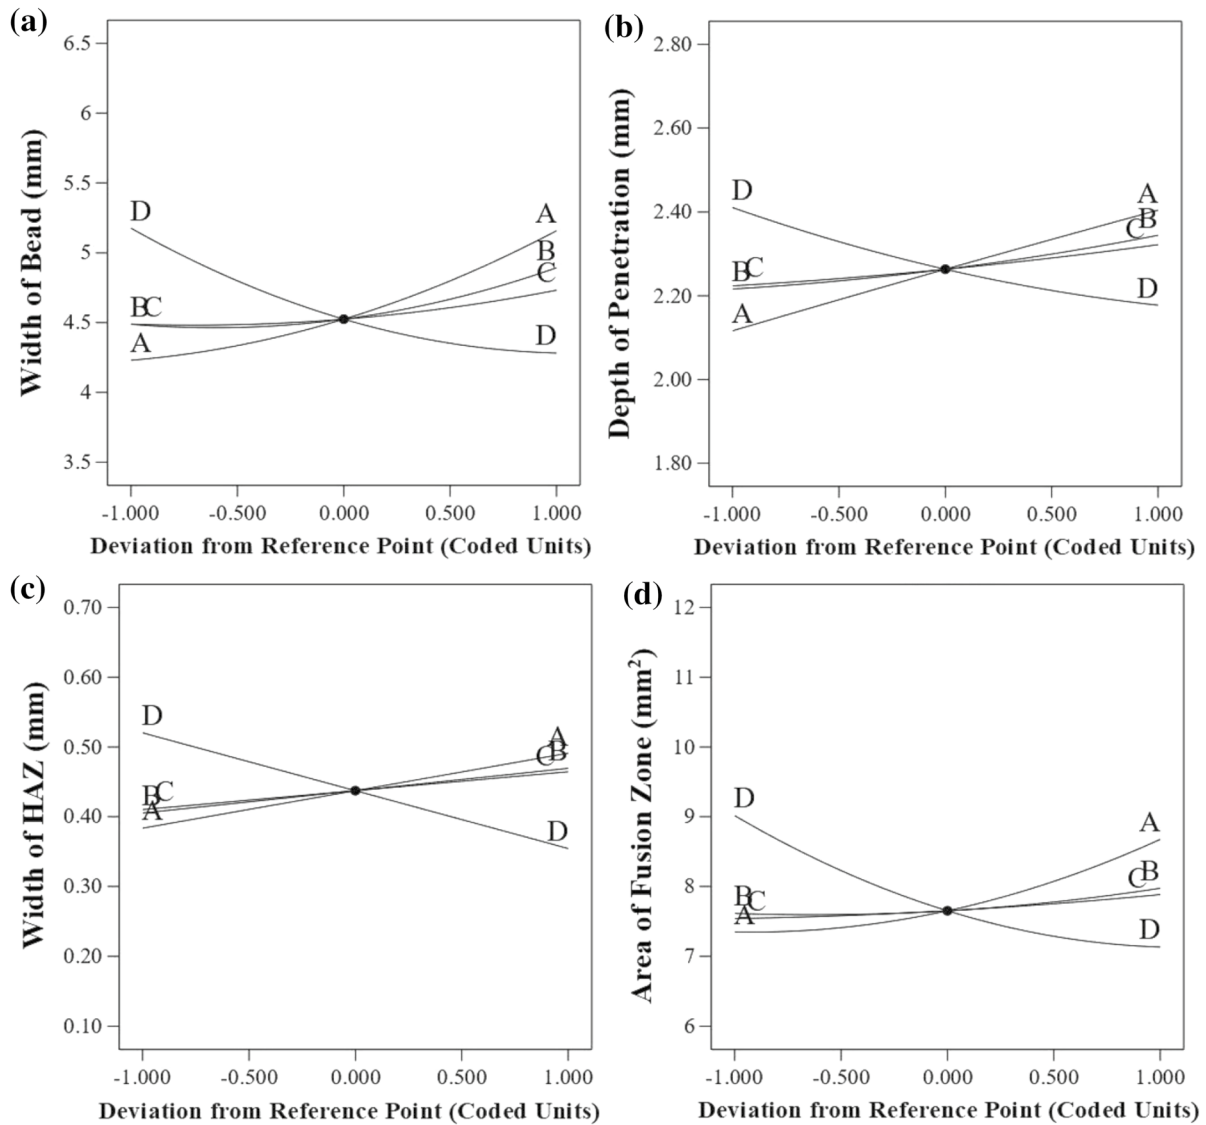 (a)
Width of Bead (mm)
6.5
6
5.5
5
4.5
4
3.5
D
BC
A
A
B
C
D
-1.000 -0.500 0.000 0.500 1.000
Deviation from Reference Point (Coded Units)
(b)
Depth of Penetration (mm)
2.80
2.60
2.40
2.20
2.00
1.80
D
BC
A
A
B
C
D
-1.000 -0.500 0.000 0.500 1.000
Deviation from Reference Point (Coded Units)
(c)
Width of HAZ (mm)
0.70
0.60
0.50
0.40
0.30
0.20
0.10
D
BC
A
A
CB
D
-1.000 -0.500 0.000 0.500 1.000
Deviation from Reference Point (Coded Units)
(d)
Area of Fusion Zone (mm²)
12
11
10
9
8
7
6
D
BC
A
A
B
C
D
-1.000 -0.500 0.000 0.500 1.000
Deviation from Reference Point (Coded Units)